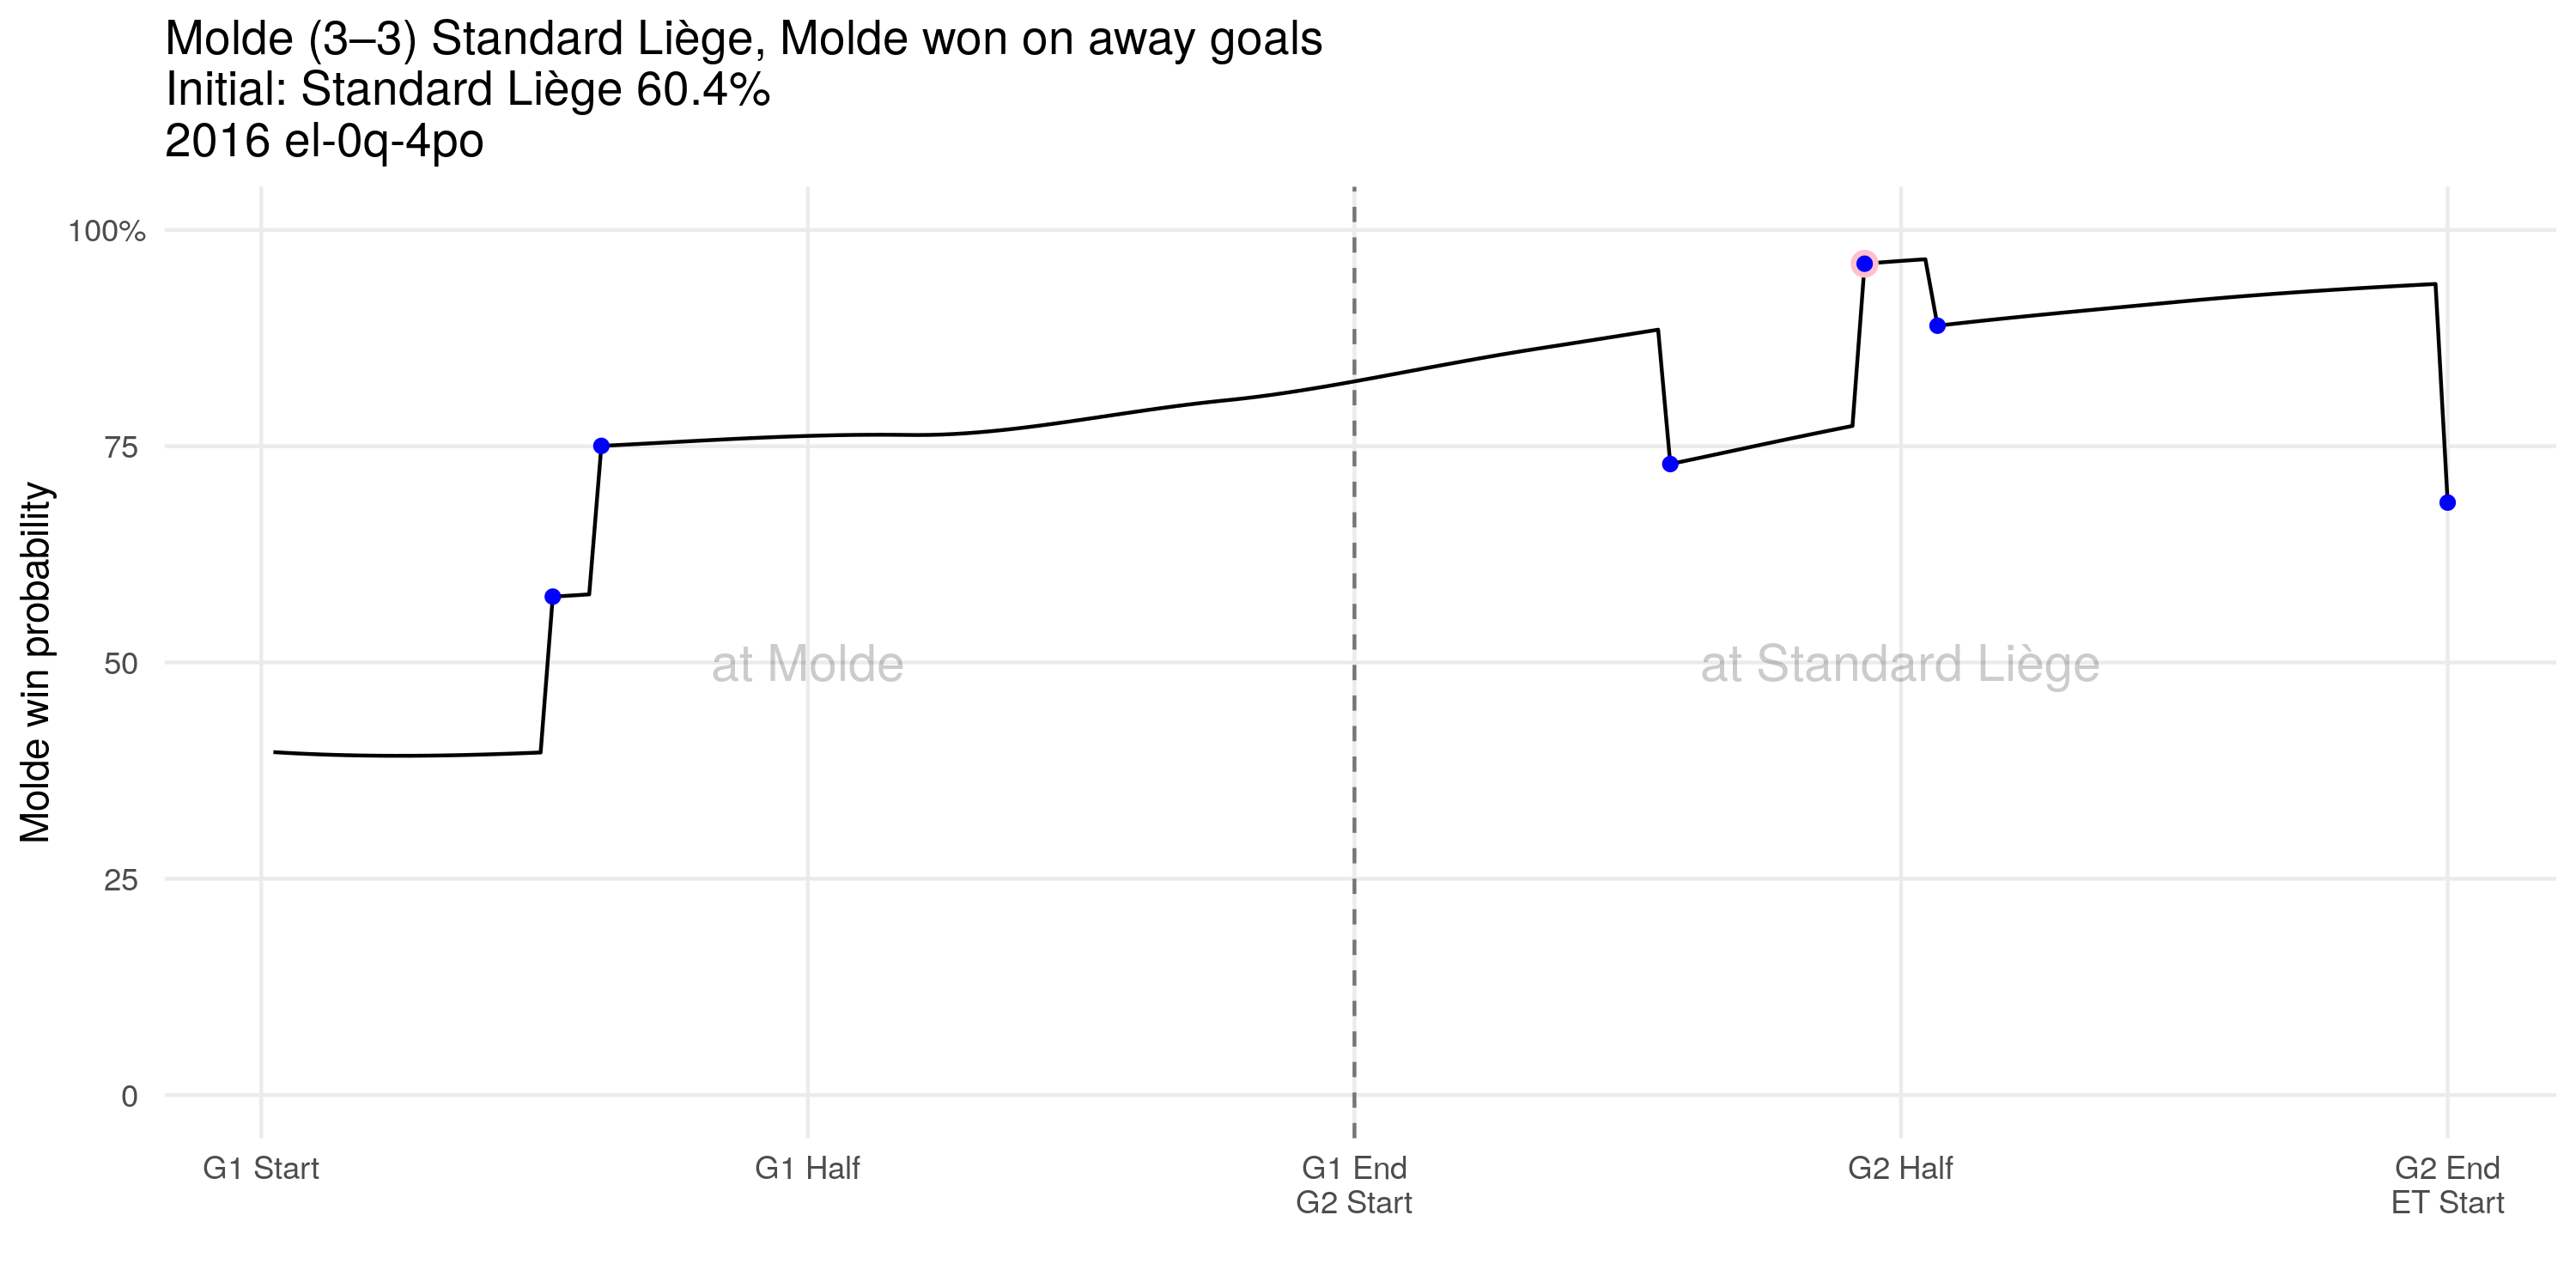 Molde (3–3) Standard Liège, Molde won on away goals
Initial: Standard Liège 60.4%
2016 el-0q-4po
Molde win probability
100%
75
50
25
0
at Molde
at Standard Liège
G1 Start
G1 Half
G1 End
G2 Start
G2 Half
G2 End
ET Start